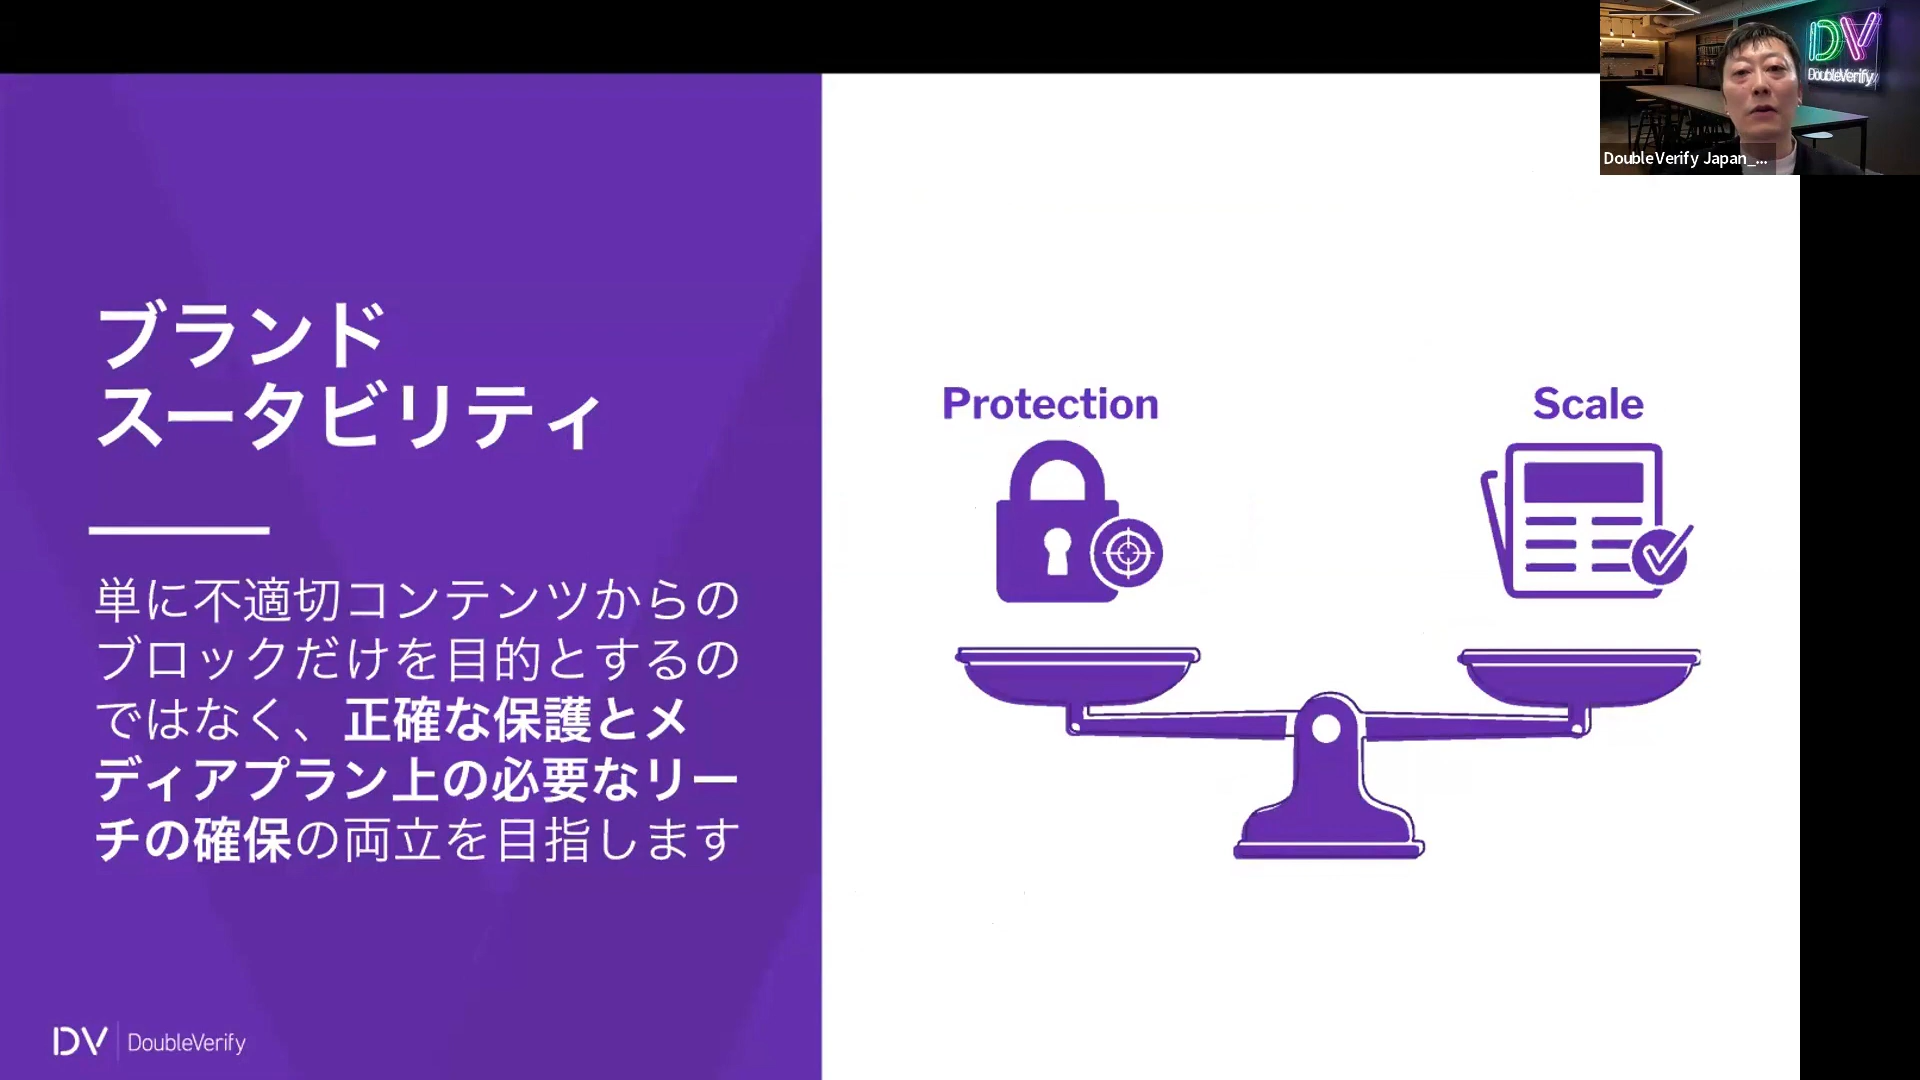 DV
DoubleVerify
DoubleVerify Japan_...
ブランド
スータビリティ
単に不適切コンテンツからの
ブロックだけを目的とするの
ではなく、正確な保護とメ
ディアプラン上の必要なリー
チの確保の両立を目指します
Protection
Scale
DV
DoubleVerify